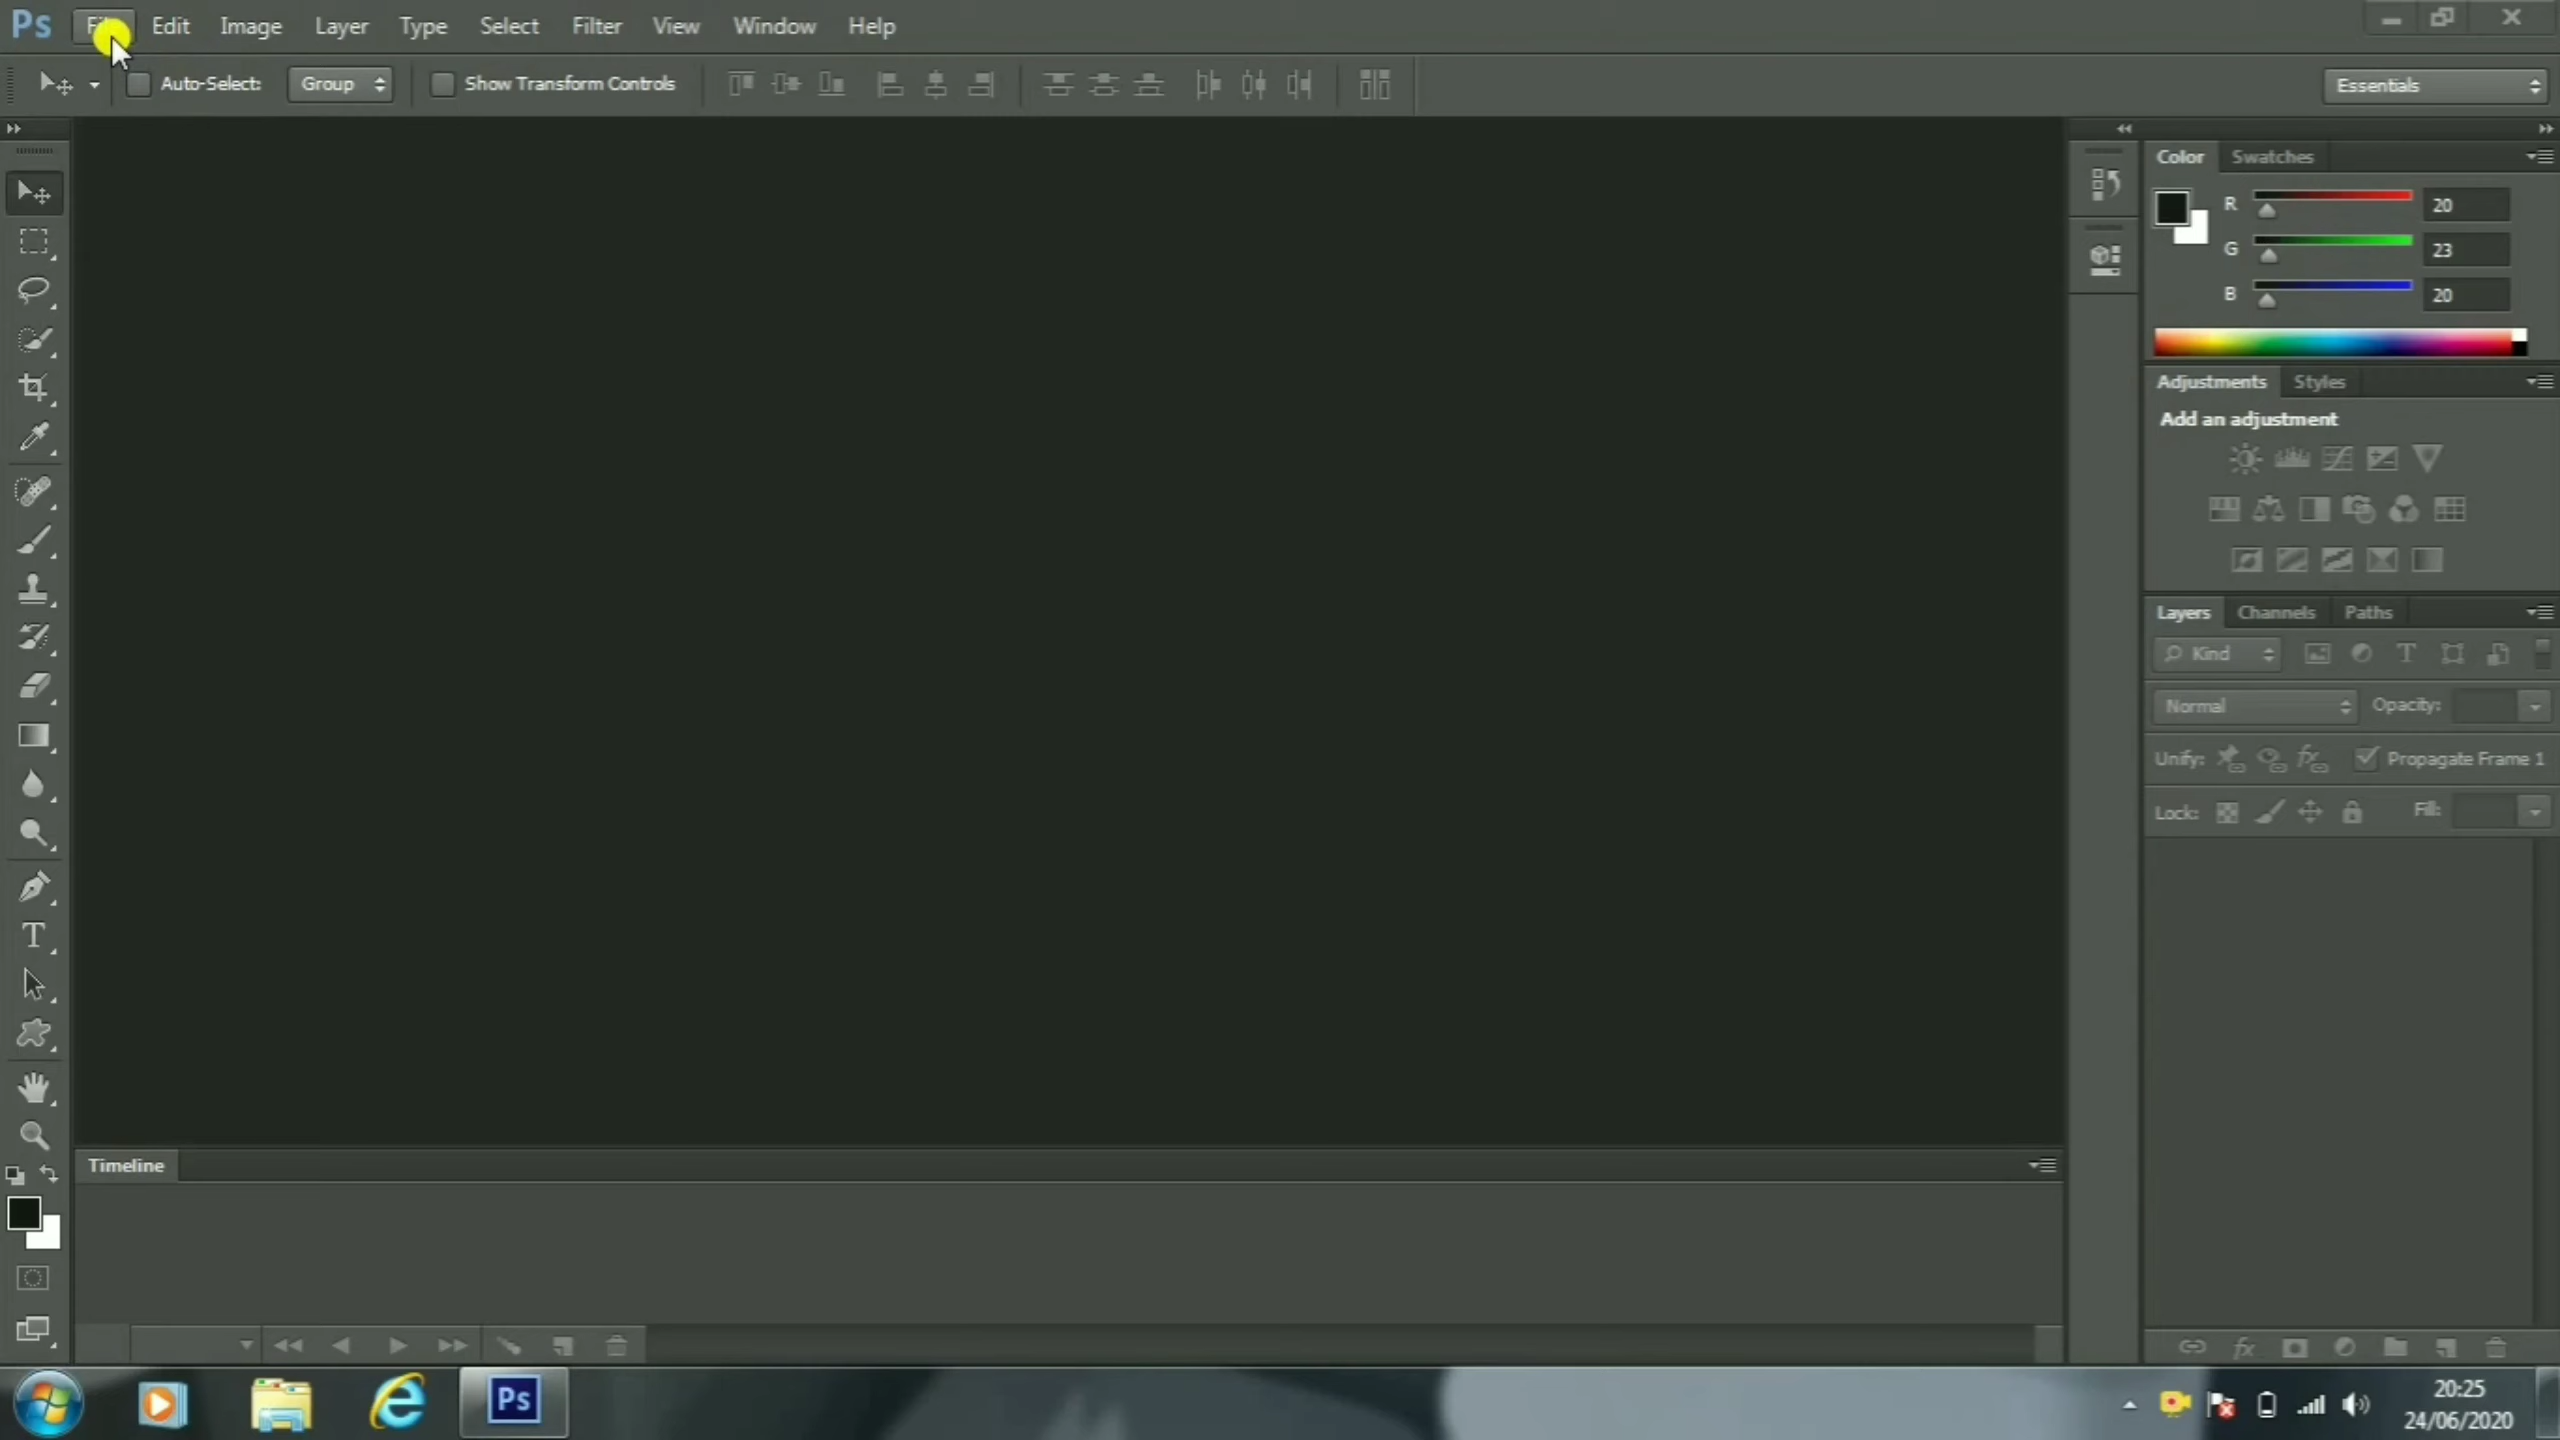 Ps Edit Image Layer Type Select Filter View Window Help
Auto-Select: Group Show Transform Controls Essentials
Color Swatches
R 20
G 23
B 20
Adjustments Styles
Add an adjustment
Layers Channels Paths
Kind T
Normal Opacity:
Unify: Propagate Frame 1
Lock: Fill:
T
Timeline
fx
Ps
20:25
24/06/2020